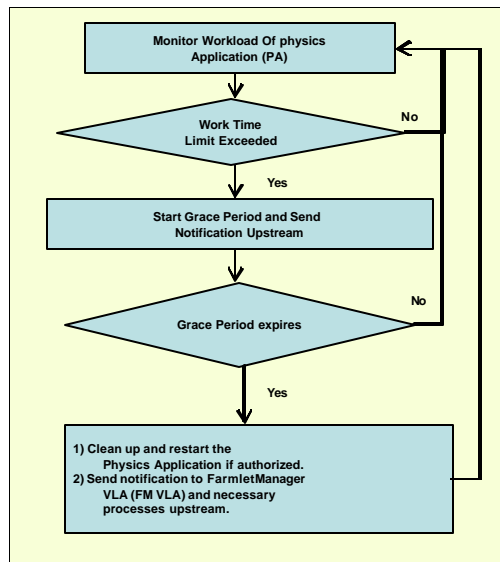 Monitor Workload Of physics
Application (PA)
No
Work Time
Limit Exceeded
Yes
Start Grace Period and Send
Notification Upstream
No
Grace Period expires
Yes
1) Clean up and restart the
Physics Application if authorized.
2) Send notification to FarmletManager
VLA (FM VLA) and necessary
processes upstream.